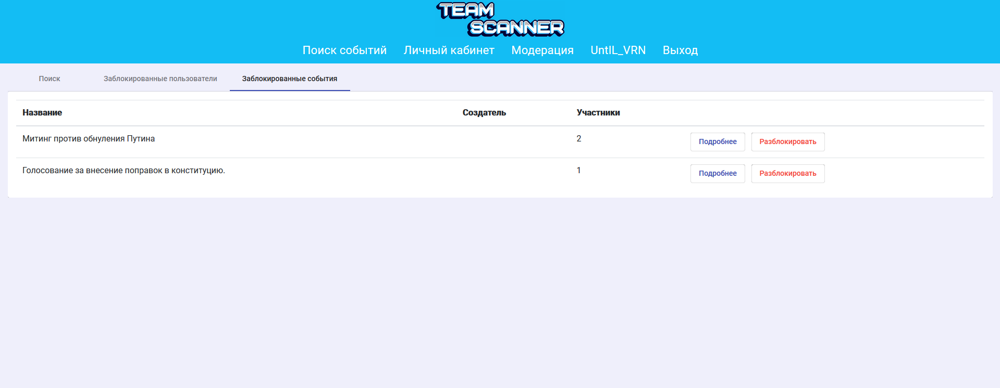 TEAM
SCANNER
Поиск событий Личный кабинет Модерация UntIL_VRN Выход
Поиск Заблокированные пользователи Заблокированные события
Название Создатель Участники
Митинг против обнуления Путина 2 Подробнее Разблокировать
Голосование за внесение поправок в конституцию. 1 Подробнее Разблокировать